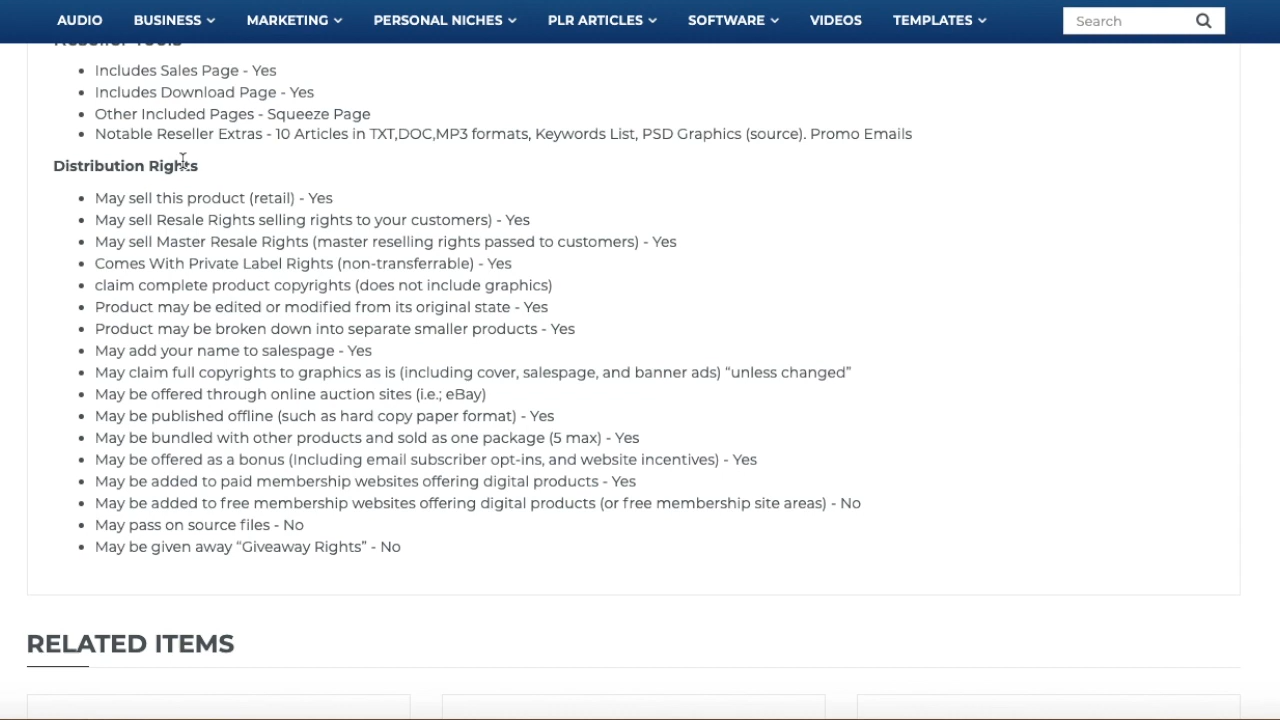 AUDIO BUSINESS MARKETING PERSONAL NICHES PLR ARTICLES SOFTWARE VIDEOS TEMPLATES Search
Reseller Tools
Includes Sales Page - Yes
Includes Download Page - Yes
Other Included Pages - Squeeze Page
Notable Reseller Extras - 10 Articles in TXT,DOC,MP3 formats, Keywords List, PSD Graphics (source). Promo Emails
Distribution Rights
May sell this product (retail) - Yes
May sell Resale Rights selling rights to your customers) - Yes
May sell Master Resale Rights (master reselling rights passed to customers) - Yes
Comes With Private Label Rights (non-transferrable) - Yes
claim complete product copyrights (does not include graphics)
Product may be edited or modified from its original state - Yes
Product may be broken down into separate smaller products - Yes
May add your name to salespage - Yes
May claim full copyrights to graphics as is (including cover, salespage, and banner ads) “unless changed”
May be offered through online auction sites (i.e.; eBay)
May be published offline (such as hard copy paper format) - Yes
May be bundled with other products and sold as one package (5 max) - Yes
May be offered as a bonus (Including email subscriber opt-ins, and website incentives) - Yes
May be added to paid membership websites offering digital products - Yes
May be added to free membership websites offering digital products (or free membership site areas) - No
May pass on source files - No
May be given away “Giveaway Rights” - No
RELATED ITEMS